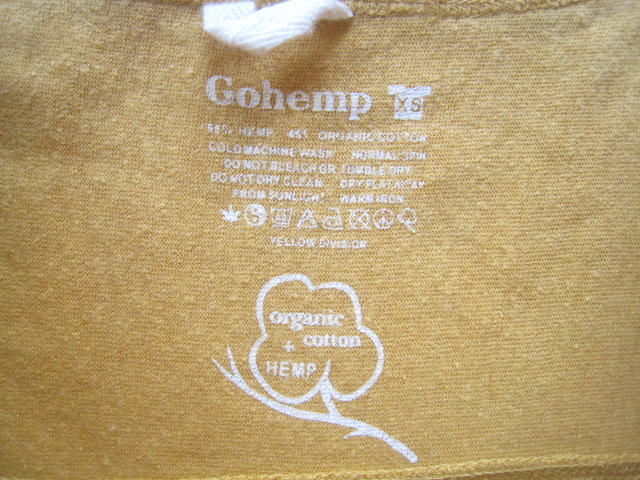 Gohemp XS
55% HEMP 45% ORGANIC COTTON
COLD MACHINE WASH NORMAL SPIN
DO NOT BLEACH OR TUMBLE DRY
DO NOT DRY CLEAN DRY FLAT AWAY
FROM SUNLIGHT WARM IRON
YELLOW DIVISION
organic
cotton
+
HEMP